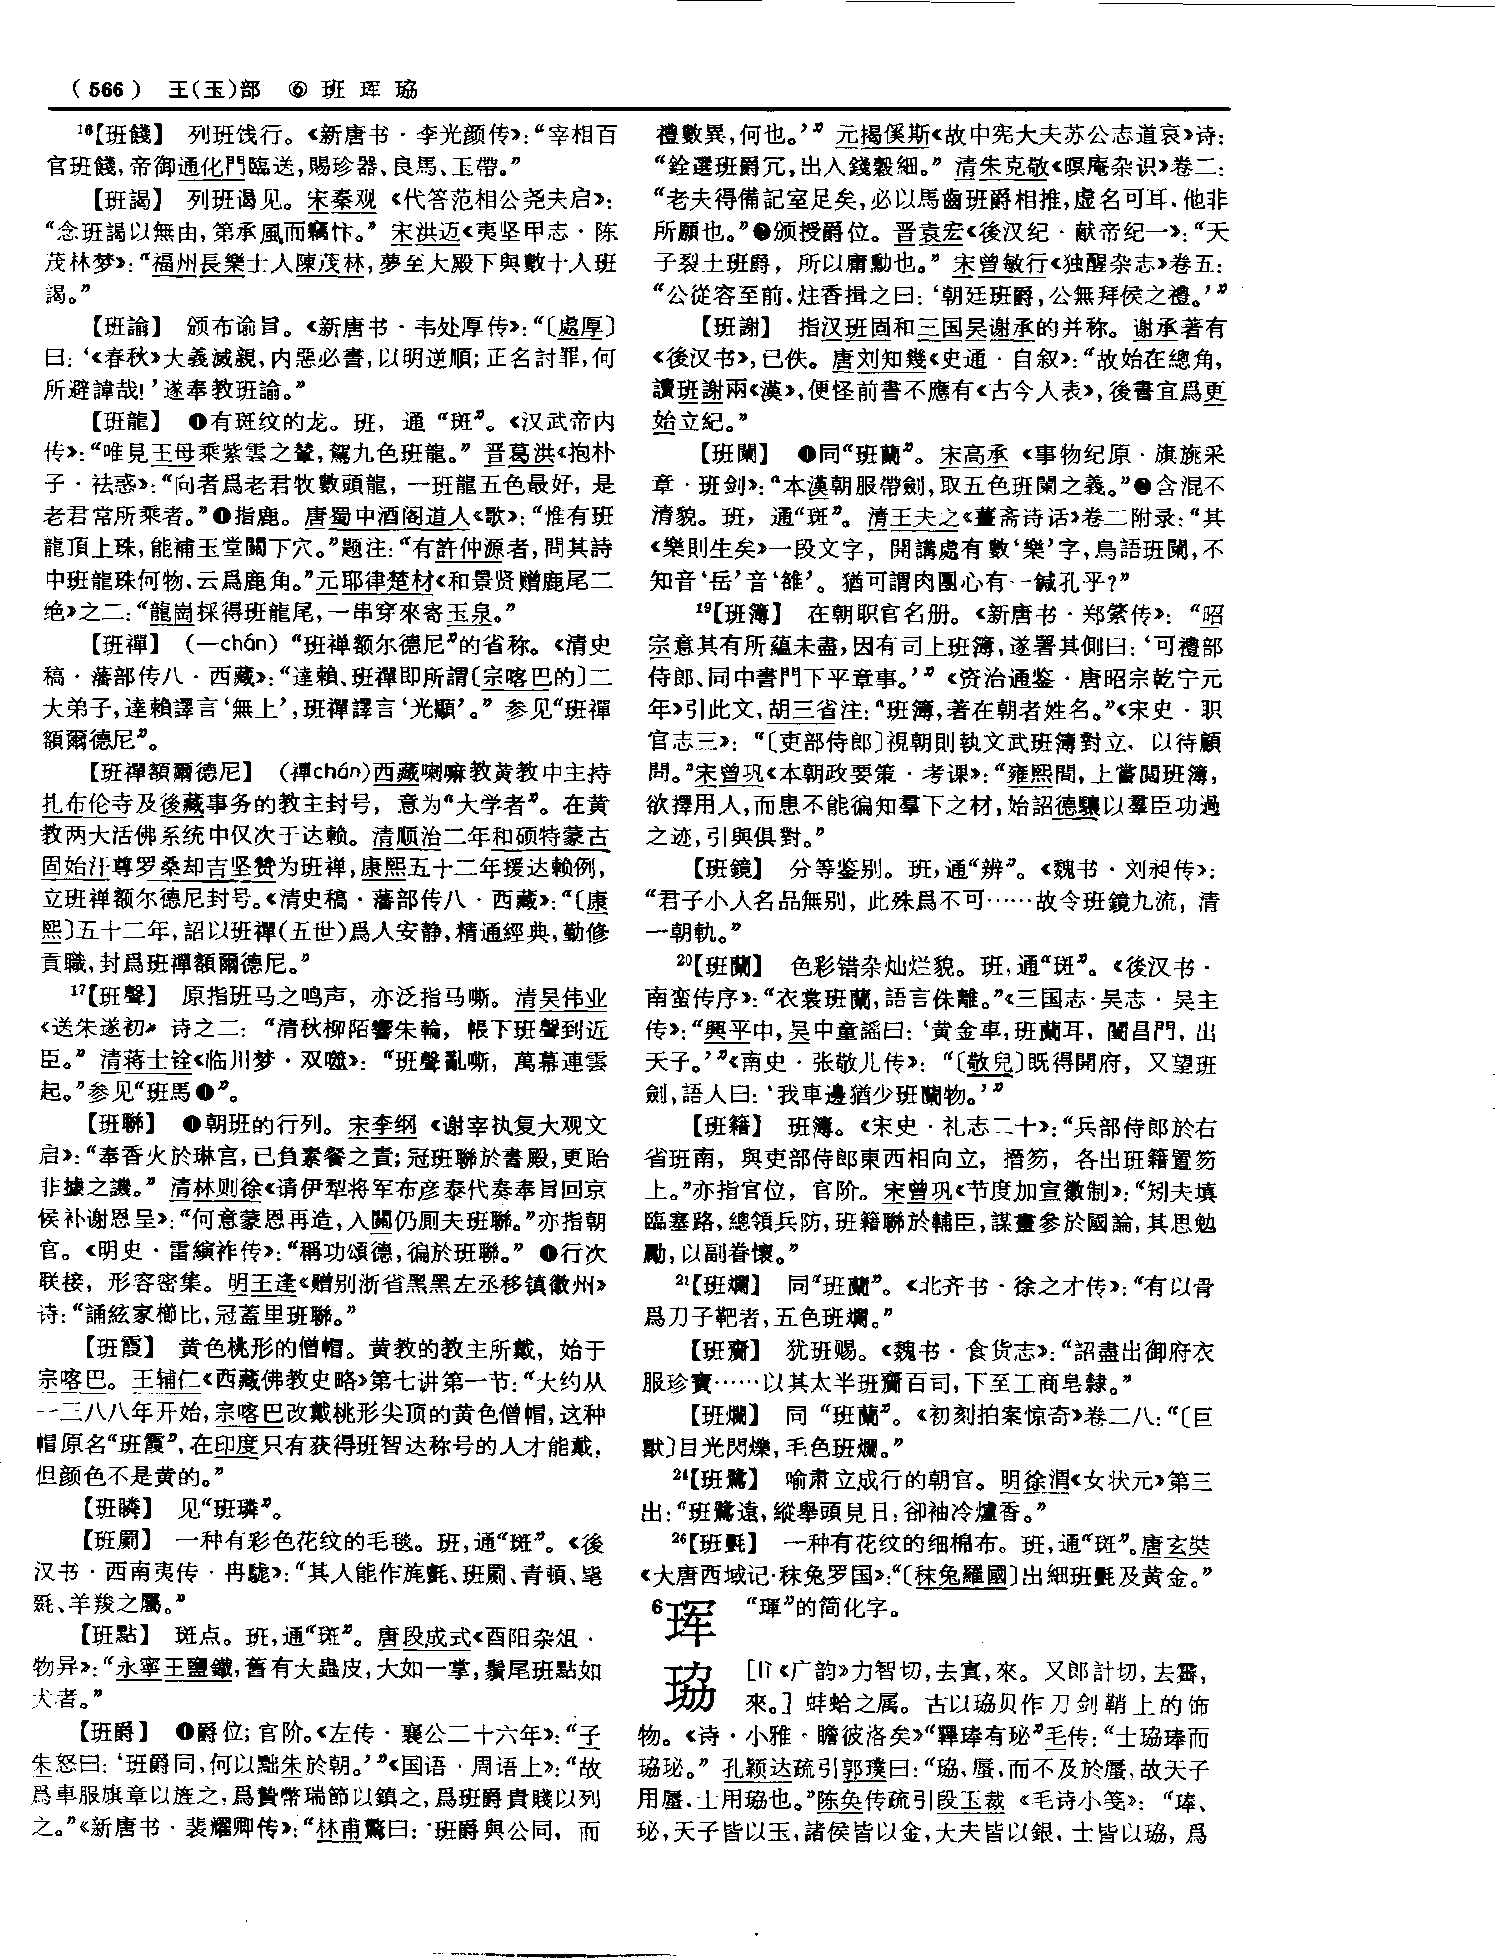 （566） 王(玉)部 ⑥ 班 珲 珕
16【班餞】 列班饯行。《新唐书·李光颜传》：“宰相百
官班餞，帝御通化門臨送，賜珍器、良馬、玉帶。”
【班謁】 列班谒见。宋秦观《代答范相公尧夫启》：
“念班謁以無由，第承風而竊忭。” 宋洪迈《夷坚甲志·陈
茂林梦》：“福州長樂士人陳茂林，夢至大殿下與數十人班
謁。”
【班諭】 颁布谕旨。《新唐书·韦处厚传》：“〔處厚〕
曰：‘《春秋》大義滅親，内惡必書，以明逆順；正名討罪，何
所避諱哉！’遂奉教班諭。”
【班龍】 ❶有斑纹的龙。班，通“斑”。《汉武帝内
传》：“唯見王母乘紫雲之輦，駕九色班龍。” 晋葛洪《抱朴
子·祛惑》：“向者爲老君牧數頭龍，一班龍五色最好，是
老君常所乘者。”❶指鹿。唐蜀中酒阁道人《歌》：“惟有班
龍頂上珠，能補玉堂闕下穴。”题注：“有許仲源者，問其詩
中班龍珠何物，云爲鹿角。”元耶律楚材《和景贤赠鹿尾二
绝》之二：“龍崗採得班龍尾，一串穿來寄玉泉。”
【班禪】 （—chán）“班禅额尔德尼”的省称。《清史
稿·藩部传八·西藏》：“達賴、班禪即所謂〔宗喀巴的〕二
大弟子，達賴譯言‘無上’，班禪譯言‘光顯’。” 参见“班禪
額爾德尼”。
【班禪額爾德尼】 （禪chán）西藏喇嘛教黄教中主持
扎布伦寺及後藏事务的教主封号，意为“大学者”。在黄
教两大活佛系统中仅次于达赖。清顺治二年和硕特蒙古
固始汗尊罗桑却吉坚赞为班禅，康熙五十二年援达赖例，
立班禅额尔德尼封号。《清史稿·藩部传八·西藏》：“〔康
熙〕五十二年，詔以班禪（五世）爲人安静，精通經典，勤修
貢職，封爲班禪額爾德尼。”
17【班聲】 原指班马之鸣声，亦泛指马嘶。清吴伟业
《送朱遂初》诗之二：“清秋柳陌響朱輪，帳下班聲到近
臣。” 清蒋士铨《临川梦·双噬》：“班聲亂嘶，萬幕連雲
起。”参见“班馬❶”。
【班聯】 ❶朝班的行列。宋李纲《谢宰执复大观文
启》：“奉香火於琳宫，已負素餐之責；冠班聯於書殿，更貽
非據之譏。” 清林则徐《请伊犁将军布彦泰代奏奉旨回京
候补谢恩呈》：“何意蒙恩再造，入關仍厠夫班聯。”亦指朝
官。《明史·雷縯祚传》：“稱功頌德，徧於班聯。” ❶行次
联接，形容密集。明王逢《赠别浙省黑黑左丞移镇徽州》
诗：“誦絃家櫛比，冠蓋里班聯。”
【班霞】 黄色桃形的僧帽。黄教的教主所戴，始于
宗喀巴。王辅仁《西藏佛教史略》第七讲第一节：“大约从
一三八八年开始，宗喀巴改戴桃形尖顶的黄色僧帽，这种
帽原名“班霞”，在印度只有获得班智达称号的人才能戴，
但颜色不是黄的。”
【班瞵】 见“班璘”。
【班罽】 一种有彩色花纹的毛毯。班，通“斑”。《後
汉书·西南夷传·冉駹》：“其人能作旄氈、班罽、青頓、毞
毲、羊羧之屬。”
【班點】 斑点。班，通“斑”。唐段成式《酉阳杂俎·
物异》：“永寧王鹽鐵，舊有大蟲皮，大如一掌，鬚尾班點如
犬者。”
【班爵】 ❶爵位；官阶。《左传·襄公二十六年》：“子
朱怒曰：‘班爵同，何以黜朱於朝。’”《国语·周语上》：“故
爲車服旗章以旌之，爲贄幣瑞節以鎮之，爲班爵貴賤以列
之。”《新唐书·裴耀卿传》：“林甫驚曰：‘班爵與公同，而
禮數異，何也。’” 元揭傒斯《故中宪大夫苏公志道哀》诗：
“銓選班爵冗，出入錢穀細。” 清朱克敬《暝庵杂识》卷二：
“老夫得備記室足矣，必以馬齒班爵相推，虚名可耳，他非
所願也。”❷颁授爵位。晋袁宏《後汉纪·献帝纪一》：“天
子裂土班爵，所以庸勳也。” 宋曾敏行《独醒杂志》卷五：
“公從容至前，炷香揖之曰：‘朝廷班爵，公無拜侯之禮。’”
【班謝】 指汉班固和三国吴谢承的并称。谢承著有
《後汉书》，已佚。唐刘知幾《史通·自叙》：“故始在總角，
讀班謝兩《漢》，便怪前書不應有《古今人表》，後書宜爲更
始立紀。”
【班闌】 ❶同“班蘭”。宋高承《事物纪原·旗旐采
章·班剑》：“本漢朝服帶劍，取五色班闌之義。”❷含混不
清貌。班，通“斑”。清王夫之《薑斋诗话》卷二附录：“其
《樂則生矣》一段文字，開講處有數‘樂’字，鳥語班闌，不
知音‘岳’音‘雒’。猶可謂肉團心有一鍼孔乎？”
19【班簿】 在朝职官名册。《新唐书·郑綮传》：“昭
宗意其有所蘊未盡，因有司上班簿，遂署其側曰：‘可禮部
侍郎、同中書門下平章事。’” 《资治通鉴·唐昭宗乾宁元
年》引此文，胡三省注：“班簿，著在朝者姓名。”《宋史·职
官志三》：“〔吏部侍郎〕視朝則執文武班簿對立，以待顧
問。”宋曾巩《本朝政要策·考课》：“雍熙間，上嘗閲班簿，
欲擇用人，而患不能徧知羣下之材，始詔德驤以羣臣功過
之迹，引與俱對。”
【班鏡】 分等鉴别。班，通“辨”。《魏书·刘昶传》：
“君子小人名品無别，此殊爲不可……故令班鏡九流，清
一朝軌。”
20【班蘭】 色彩错杂灿烂貌。班，通“斑”。《後汉书·
南蛮传序》：“衣裳班蘭，語言侏離。”《三国志·吴志·吴主
传》：“興平中，吴中童謡曰：‘黄金車，班蘭耳，闓昌門，出
天子。’”《南史·张敬儿传》：“〔敬兒〕既得開府，又望班
劍，語人曰：‘我車邊猶少班蘭物。’”
【班籍】 班簿。《宋史·礼志二十》：“兵部侍郎於右
省班南，與吏部侍郎東西相向立，搢笏，各出班籍置笏
上。”亦指官位，官阶。宋曾巩《节度加宣徽制》：“矧夫填
臨塞路，總領兵防，班籍聯於輔臣，謀畫參於國論，其思勉
勵，以副眷懷。”
21【班斓】 同“班蘭”。《北齐书·徐之才传》：“有以骨
爲刀子靶者，五色班斓。”
【班齎】 犹班赐。《魏书·食货志》：“詔盡出御府衣
服珍寶……以其太半班齎百司，下至工商皂隸。”
【班爛】 同“班蘭”。《初刻拍案惊奇》卷二八：“〔巨
獸〕目光閃爍，毛色班爛。”
24【班鷺】 喻肃立成行的朝官。明徐渭《女状元》第三
出：“班鷺遠，縱舉頭見日，卻袖冷爐香。”
26【班氎】 一种有花纹的细棉布。班，通“斑”。唐玄奘
《大唐西域记·秣兔罗国》：“〔秣兔羅國〕出細班氎及黄金。”
6珲 “琿”的简化字。
珕 [lì《广韵》力智切，去寘，來。又郎計切，去霽，
來。] 蚌蛤之属。古以珕贝作刀剑鞘上的饰
物。《诗·小雅·瞻彼洛矣》“鞸琫有珌”毛传：“士珕琫而
珕珌。” 孔颖达疏引郭璞曰：“珕，蜃，而不及於蜃，故天子
用蜃，士用珕也。”陈奂传疏引段玉裁《毛诗小笺》：“琫、
珌，天子皆以玉，諸侯皆以金，大夫皆以銀，士皆以珕，爲